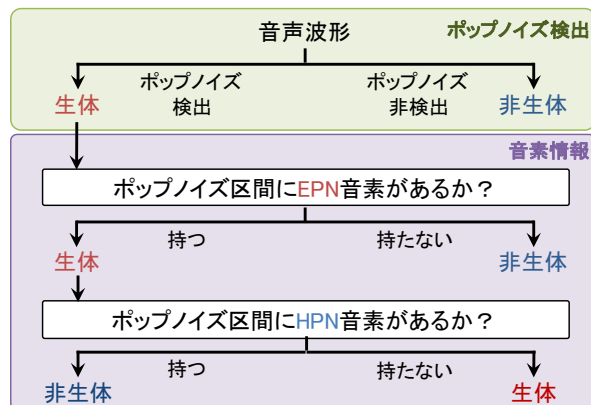 音声波形
ポップノイズ検出
ポップノイズ
検出
ポップノイズ
非検出
生体
非生体
音素情報
ポップノイズ区間にEPN音素があるか？
持つ
持たない
生体
非生体
ポップノイズ区間にHPN音素があるか？
持つ
持たない
非生体
生体